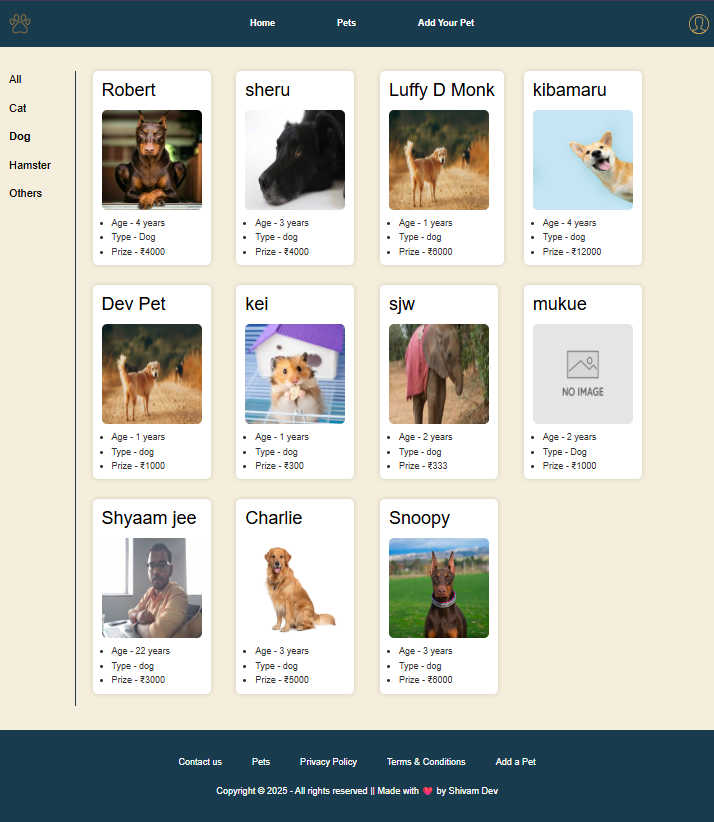 Home Pets Add Your Pet
All
Cat
Dog
Hamster
Others
Robert
Age - 4 years
Type - Dog
Prize - ₹4000
sheru
Age - 3 years
Type - dog
Prize - ₹4000
Luffy D Monk
Age - 1 years
Type - dog
Prize - ₹6000
kibamaru
Age - 4 years
Type - dog
Prize - ₹12000
Dev Pet
Age - 1 years
Type - dog
Prize - ₹1000
kei
Age - 1 years
Type - dog
Prize - ₹300
sjw
Age - 2 years
Type - dog
Prize - ₹333
mukue
NO IMAGE
Age - 2 years
Type - Dog
Prize - ₹1000
Shyaam jee
Age - 22 years
Type - dog
Prize - ₹3000
Charlie
Age - 3 years
Type - dog
Prize - ₹5000
Snoopy
Age - 3 years
Type - dog
Prize - ₹6000
Contact us Pets Privacy Policy Terms & Conditions Add a Pet
Copyright © 2025 - All rights reserved || Made with 💗 by Shivam Dev